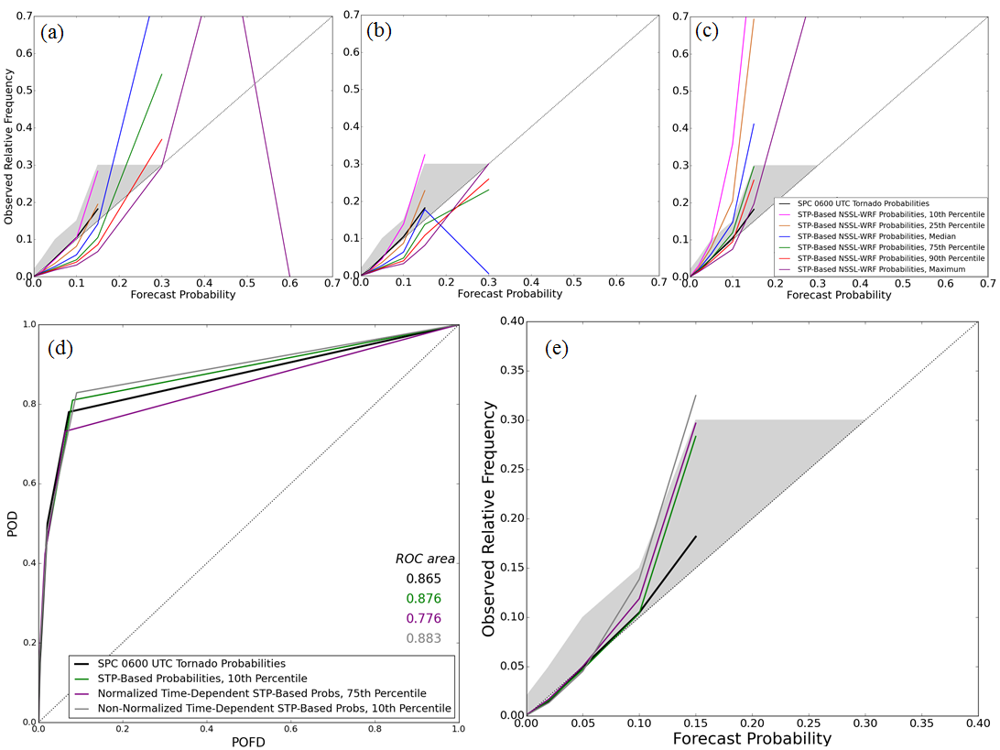 (a)
(b)
(c)
0.7
0.6
0.5
0.4
0.3
0.2
0.1
0.0
Observed Relative Frequency
0.0 0.1 0.2 0.3 0.4 0.5 0.6 0.7
Forecast Probability
0.7
0.6
0.5
0.4
0.3
0.2
0.1
0.0
0.0 0.1 0.2 0.3 0.4 0.5 0.6 0.7
Forecast Probability
0.7
0.6
0.5
0.4
0.3
0.2
0.1
0.0
SPC 0600 UTC Tornado Probabilities
STP-Based NSSL-WRF Probabilities, 10th Percentile
STP-Based NSSL-WRF Probabilities, 25th Percentile
STP-Based NSSL-WRF Probabilities, Median
STP-Based NSSL-WRF Probabilities, 75th Percentile
STP-Based NSSL-WRF Probabilities, 90th Percentile
STP-Based NSSL-WRF Probabilities, Maximum
0.0 0.1 0.2 0.3 0.4 0.5 0.6 0.7
Forecast Probability
(d)
1.0
0.8
0.6
0.4
0.2
0.0
POD
ROC area
0.865
0.876
0.776
0.883
SPC 0600 UTC Tornado Probabilities
STP-Based Probabilities, 10th Percentile
Normalized Time-Dependent STP-Based Probs, 75th Percentile
Non-Normalized Time-Dependent STP-Based Probs, 10th Percentile
0.0 0.2 0.4 0.6 0.8 1.0
POFD
(e)
0.40
0.35
0.30
0.25
0.20
0.15
0.10
0.05
0.00
Observed Relative Frequency
0.00 0.05 0.10 0.15 0.20 0.25 0.30 0.35 0.40
Forecast Probability